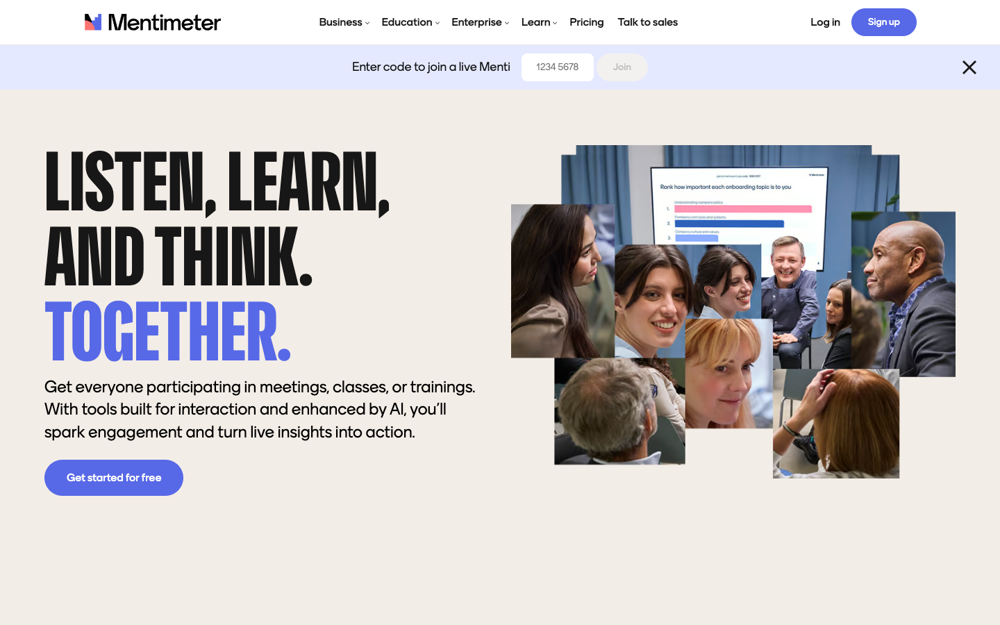 Mentimeter
Business
Education
Enterprise
Learn
Pricing
Talk to sales
Log in
Sign up
Enter code to join a live Menti
1234 5678
Join
LISTEN, LEARN,
AND THINK.
TOGETHER.
Get everyone participating in meetings, classes, or trainings.
With tools built for interaction and enhanced by AI, you’ll
spark engagement and turn live insights into action.
Get started for free
Mentimeter
Rank how important each onboarding topic is to you
Understanding company policy
1.
Familiarity with tools and systems
2.
Company culture and values
3.